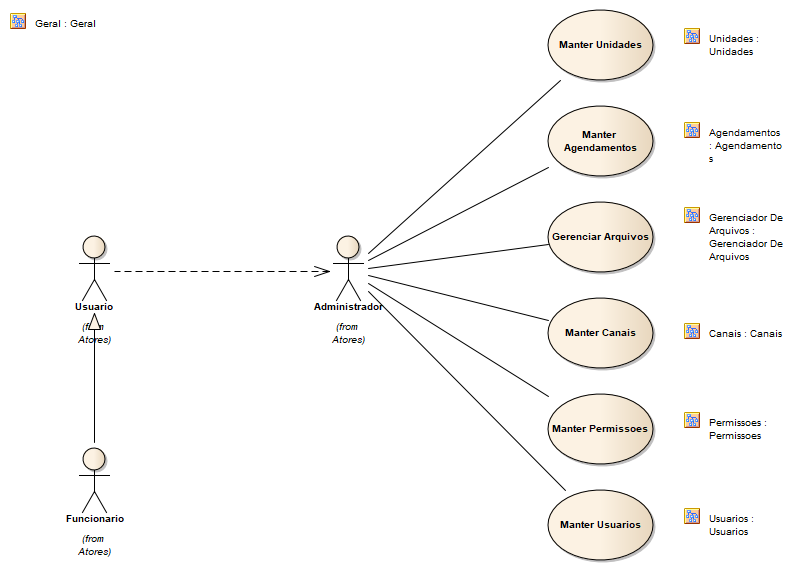 Geral : Geral
Manter Unidades
Unidades :
Unidades
Manter
Agendamentos
Agendamentos
: Agendamento
s
Gerenciar Arquivos
Gerenciador De
Arquivos :
Gerenciador De
Arquivos
Usuario
(from
Atores)
Administrador
(from
Atores)
Manter Canais
Canais : Canais
Manter Permissoes
Permissoes :
Permissoes
Funcionario
(from
Atores)
Manter Usuarios
Usuarios :
Usuarios